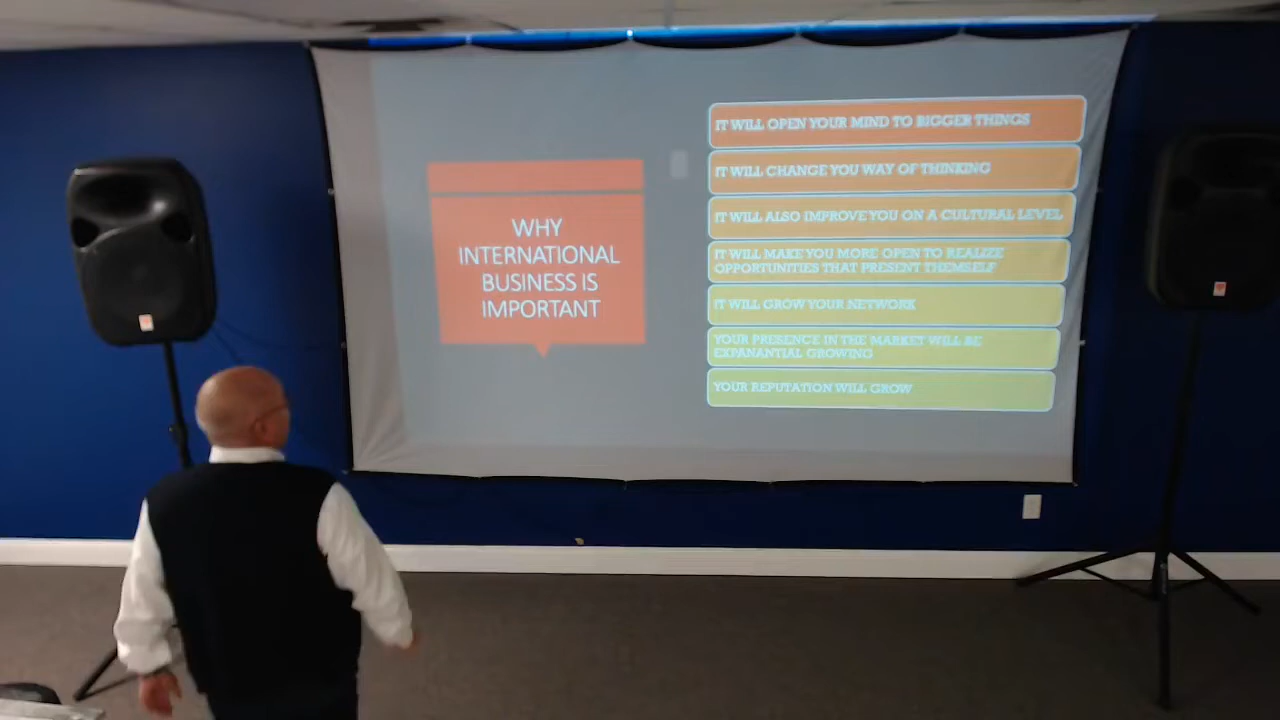 WHY
INTERNATIONAL
BUSINESS IS
IMPORTANT
IT WILL OPEN YOUR MIND TO BIGGER THINGS
IT WILL CHANGE YOU WAY OF THINKING
IT WILL ALSO IMPROVE YOU ON A CULTURAL LEVEL
IT WILL MAKE YOU MORE OPEN TO REALIZE
OPPORTUNITIES THAT PRESENT THEMSELF
IT WILL GROW YOUR NETWORK
YOUR PRESENCE IN THE MARKET WILL BE
EXPANANTIAL GROWING
YOUR REPUTATION WILL GROW